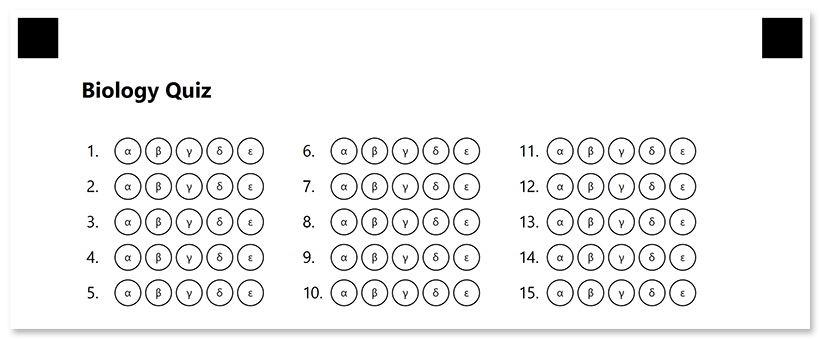 Biology Quiz
1. α β γ δ ε 6. α β γ δ ε 11. α β γ δ ε
2. α β γ δ ε 7. α β γ δ ε 12. α β γ δ ε
3. α β γ δ ε 8. α β γ δ ε 13. α β γ δ ε
4. α β γ δ ε 9. α β γ δ ε 14. α β γ δ ε
5. α β γ δ ε 10. α β γ δ ε 15. α β γ δ ε